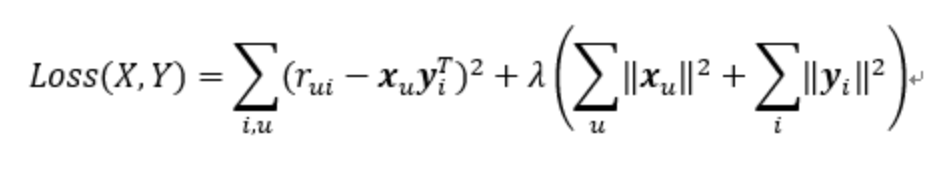 Loss(X, Y) = ∑_{i,u} (r_{ui} − x_u y_i^T)^2 + λ(∑_u ‖x_u‖^2 + ∑_i ‖y_i‖^2)↵